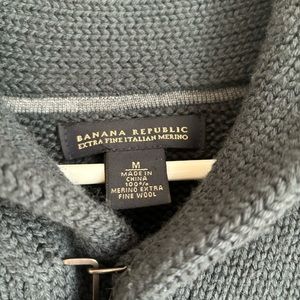 BANANA REPUBLIC
EXTRA FINE ITALIAN MERINO
M
MADE IN
CHINA
100%
MERINO EXTRA
FINE WOOL